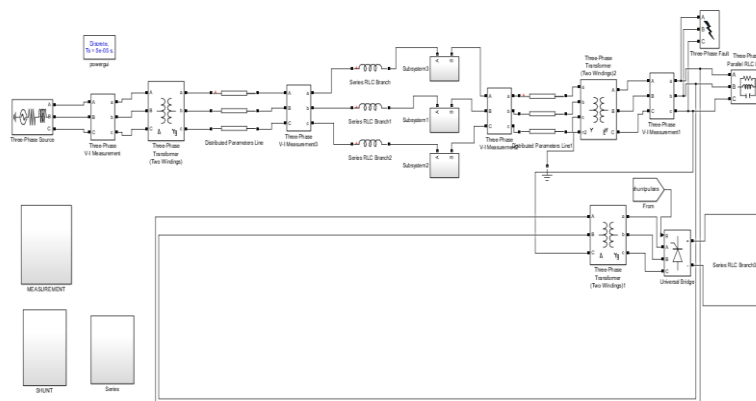 Discrete,
Ts = 5e-05 s.
powergui
Three-Phase Source
Three-Phase
V-I Measurement
Three-Phase
Transformer
(Two Windings)
Distributed Parameters Line
Three-Phase
V-I Measurement3
Series RLC Branch
Series RLC Branch1
Series RLC Branch2
Subsystem3
Subsystem1
Subsystem2
Three-Phase
Distributed Parameters Line1
Three-Phase
Transformer
(Two Windings)2
Three-Phase
V-I Measurement1
Three-Phase Fault
Parallel RLC
shuntpulses
From
Three-Phase
Transformer
(Two Windings)1
Universal Bridge
MEASUREMENT
SHUNT
Series